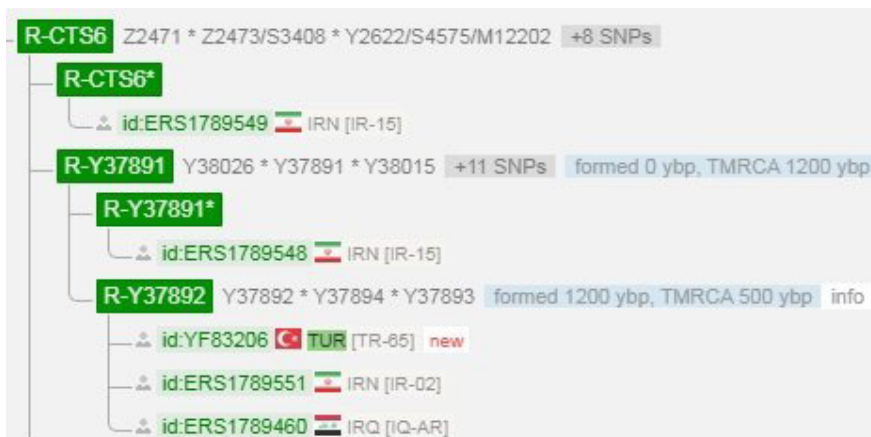 R-CTS6 Z2471 * Z2473/S3408 * Y2622/S4575/M12202 +8 SNPs
R-CTS6*
id:ERS1789549 IRN [IR-15]
R-Y37891 Y38026 * Y37891 * Y38015 +11 SNPs formed 0 ybp, TMRCA 1200 ybp
R-Y37891*
id:ERS1789548 IRN [IR-15]
R-Y37892 Y37892 * Y37894 * Y37893 formed 1200 ybp, TMRCA 500 ybp info
id:YF83206 TUR [TR-65] new
id:ERS1789551 IRN [IR-02]
id:ERS1789460 IRQ [IQ-AR]